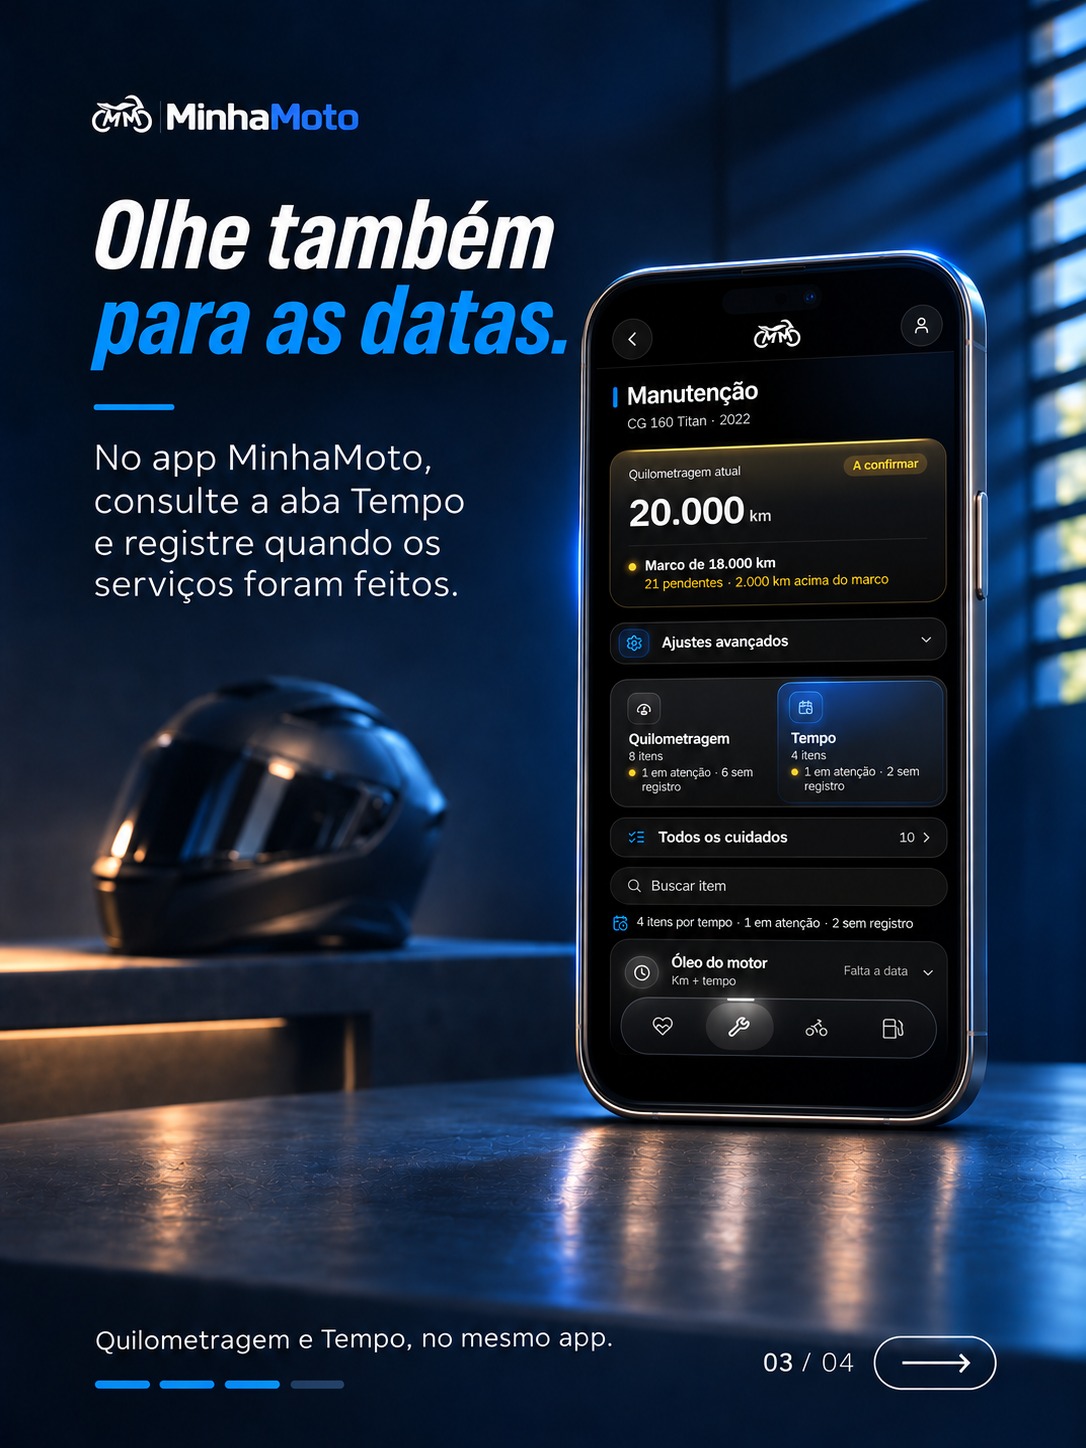 MM MinhaMoto
Olhe também
para as datas.
No app MinhaMoto,
consulte a aba Tempo
e registre quando os
serviços foram feitos.
MM
Manutenção
CG 160 Titan · 2022
Quilometragem atual
A confirmar
20.000 km
Marco de 18.000 km
21 pendentes · 2.000 km acima do marco
Ajustes avançados
Quilometragem
8 itens
1 em atenção · 6 sem
registro
Tempo
4 itens
1 em atenção · 2 sem
registro
Todos os cuidados 10
Buscar item
4 itens por tempo · 1 em atenção · 2 sem registro
Óleo do motor
Km + tempo
Falta a data
Quilometragem e Tempo, no mesmo app.
03 / 04